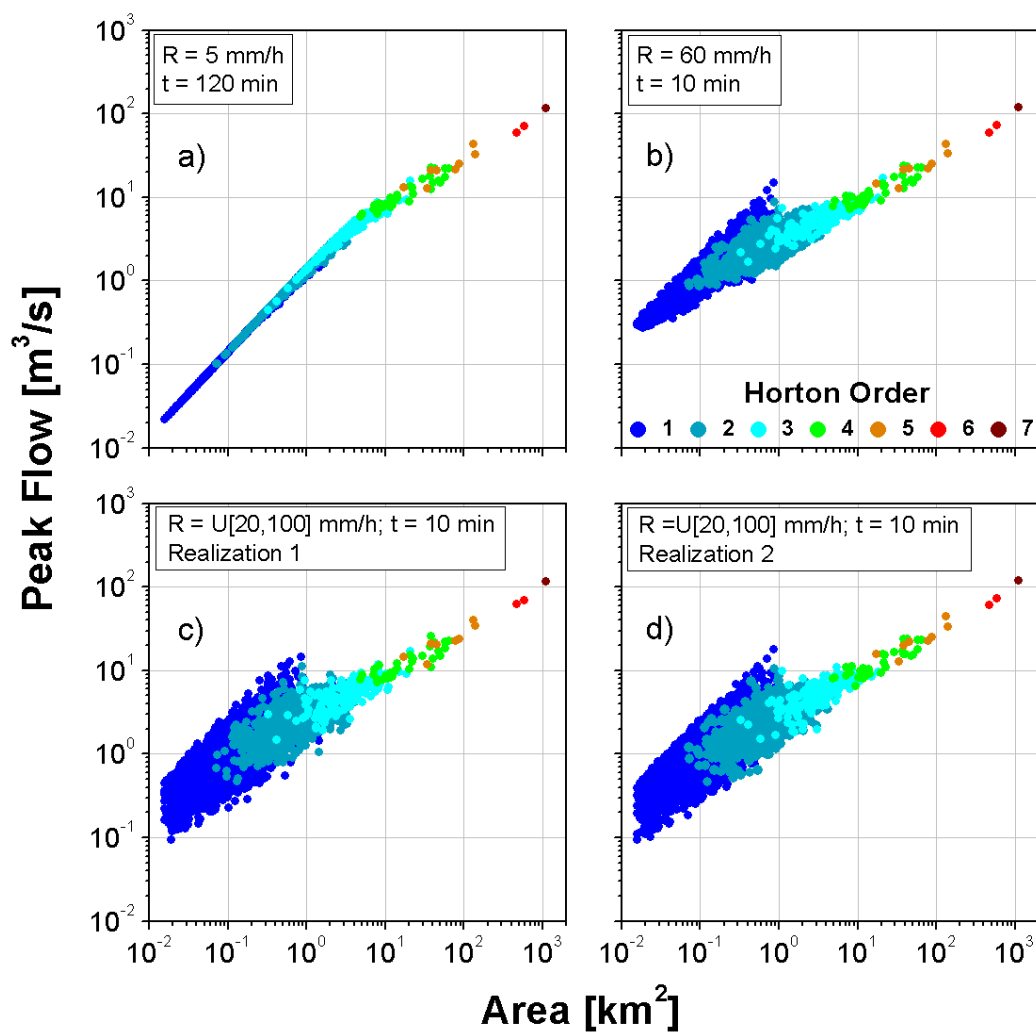 Peak Flow [m³/s]
10³
10²
10¹
10⁰
10⁻¹
10⁻²
R = 5 mm/h
t = 120 min
a)
R = 60 mm/h
t = 10 min
b)
Horton Order
1 2 3 4 5 6 7
10³
10²
10¹
10⁰
10⁻¹
10⁻²
R = U[20,100] mm/h; t = 10 min
Realization 1
c)
R =U[20,100] mm/h; t = 10 min
Realization 2
d)
10⁻² 10⁻¹ 10⁰ 10¹ 10² 10³
10⁻² 10⁻¹ 10⁰ 10¹ 10² 10³
Area [km²]